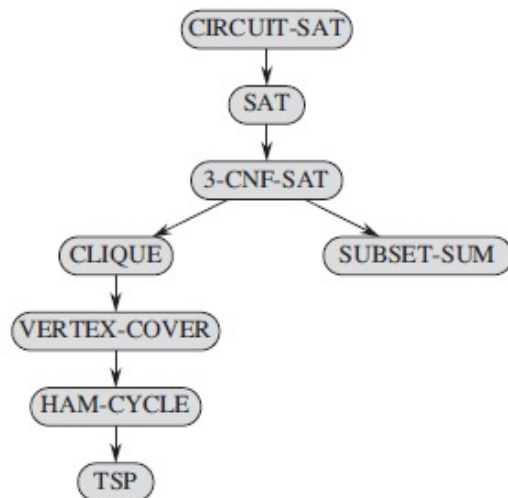 CIRCUIT-SAT
SAT
3-CNF-SAT
CLIQUE
SUBSET-SUM
VERTEX-COVER
HAM-CYCLE
TSP